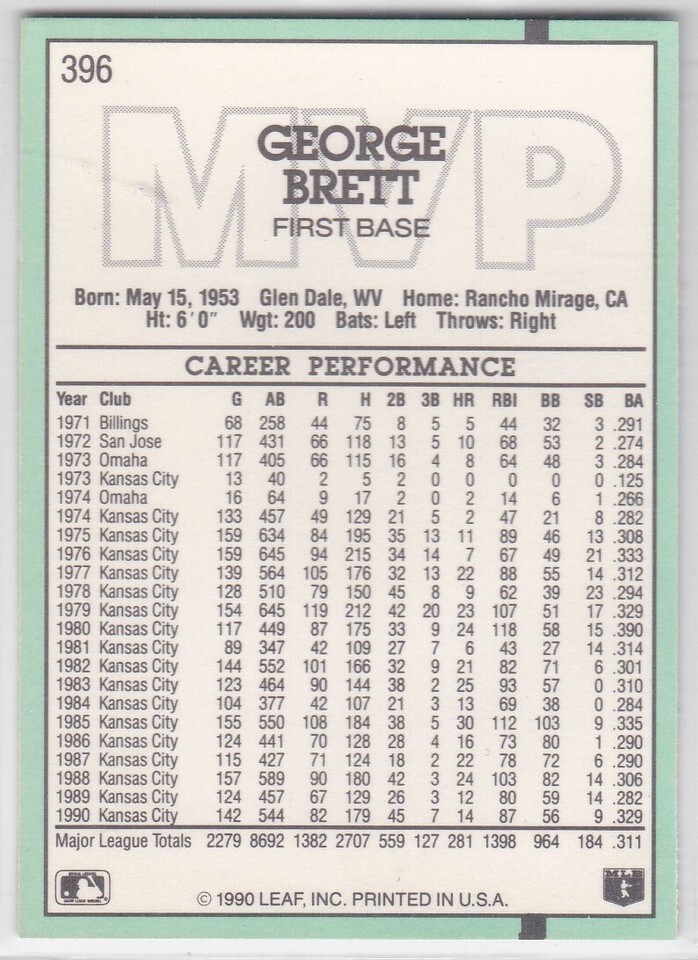 396
MVP
GEORGE
BRETT
FIRST BASE
Born: May 15, 1953 Glen Dale, WV Home: Rancho Mirage, CA
Ht: 6'0" Wgt: 200 Bats: Left Throws: Right
CAREER PERFORMANCE
Year Club G AB R H 2B 3B HR RBI BB SB BA
1971 Billings 68 258 44 75 8 5 5 44 32 3 .291
1972 San Jose 117 431 66 118 13 5 10 68 53 2 .274
1973 Omaha 117 405 66 115 16 4 8 64 48 3 .284
1973 Kansas City 13 40 2 5 2 0 0 0 0 0 .125
1974 Omaha 16 64 9 17 2 0 2 14 6 1 .266
1974 Kansas City 133 457 49 129 21 5 2 47 21 8 .282
1975 Kansas City 159 634 84 195 35 13 11 89 46 13 .308
1976 Kansas City 159 645 94 215 34 14 7 67 49 21 .333
1977 Kansas City 139 564 105 176 32 13 22 88 55 14 .312
1978 Kansas City 128 510 79 150 45 8 9 62 39 23 .294
1979 Kansas City 154 645 119 212 42 20 23 107 51 17 .329
1980 Kansas City 117 449 87 175 33 9 24 118 58 15 .390
1981 Kansas City 89 347 42 109 27 7 6 43 27 14 .314
1982 Kansas City 144 552 101 166 32 9 21 82 71 6 .301
1983 Kansas City 123 464 90 144 38 2 25 93 57 0 .310
1984 Kansas City 104 377 42 107 21 3 13 69 38 0 .284
1985 Kansas City 155 550 108 184 38 5 30 112 103 9 .335
1986 Kansas City 124 441 70 128 28 4 16 73 80 1 .290
1987 Kansas City 115 427 71 124 18 2 22 78 72 6 .290
1988 Kansas City 157 589 90 180 42 3 24 103 82 14 .306
1989 Kansas City 124 457 67 129 26 3 12 80 59 14 .282
1990 Kansas City 142 544 82 179 45 7 14 87 56 9 .329
Major League Totals 2279 8692 1382 2707 559 127 281 1398 964 184 .311
© 1990 LEAF, INC. PRINTED IN U.S.A.